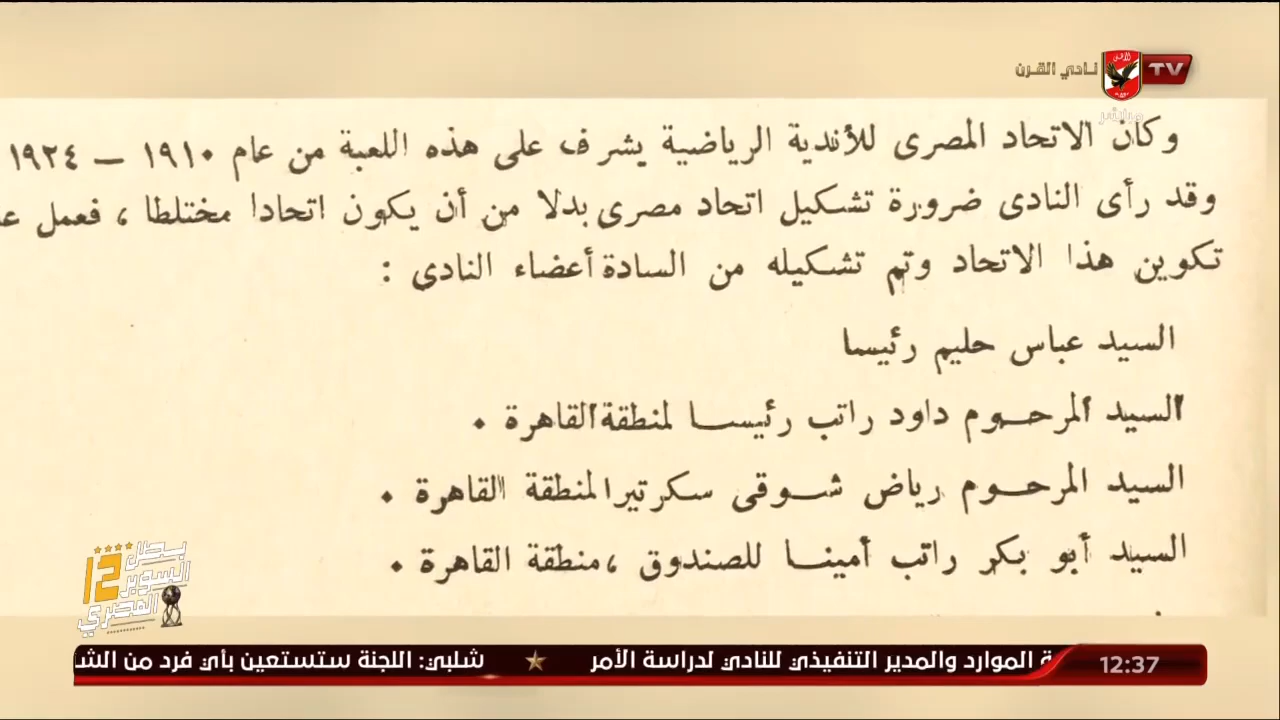 نادي القرن
TV
مباشر
وكان الاتحاد المصرى للأندية الرياضية يشرف على هذه اللعبة من عام ١٩١٠ — ١٩٢٤
وقد رأى النادى ضرورة تشكيل اتحاد مصرى بدلا من أن يكون اتحادا مختلطا ، فعمل
تكوين هذا الاتحاد وتم تشكيله من السادة أعضاء النادى :
السيد عباس حليم رئيسا
السيد المرحوم داود راتب رئيسا لمنطقة القاهرة .
السيد المرحوم رياض شوقى سكرتيرا لمنطقة القاهرة .
السيد أبو بكر راتب أمينا للصندوق ، منطقة القاهرة .
بطل
12
السوبر
المصري
12:37
ة الموارد والمدير التنفيذي للنادي لدراسة الأمر ★ شلبي: اللجنة ستستعين بأي فرد من